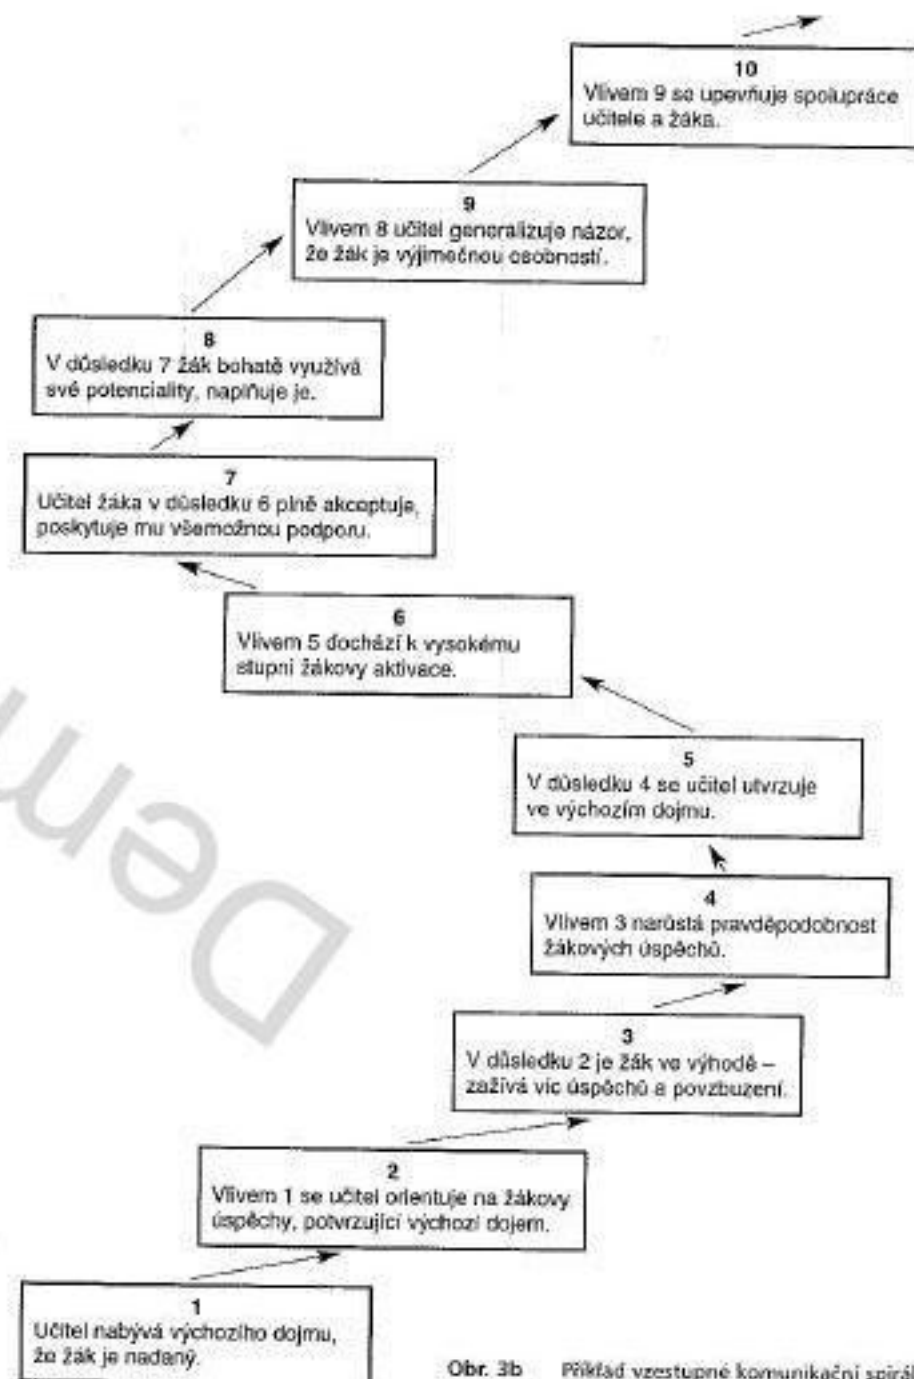 10
Vlivem 9 se upevňuje spolupráce
učitele a žáka.
9
Vlivem 8 učitel generalizuje názor,
že žák je výjimečnou osobností.
8
V důsledku 7 žák bohatě využívá
své potenciality, naplňuje je.
7
Učitel žáka v důsledku 6 plně akceptuje,
poskytuje mu všemožnou podporu.
6
Vlivem 5 dochází k vysokému
stupni žákovy aktivace.
5
V důsledku 4 se učitel utvrzuje
ve výchozím dojmu.
4
Vlivem 3 narůstá pravděpodobnost
žákových úspěchů.
3
V důsledku 2 je žák ve výhodě –
zažívá víc úspěchů a povzbuzení.
2
Vlivem 1 se učitel orientuje na žákovy
úspěchy, potvrzující výchozí dojem.
1
Učitel nabývá výchozího dojmu,
že žák je nadaný.
Obr. 3b Příklad vzestupné komunikační
Dem